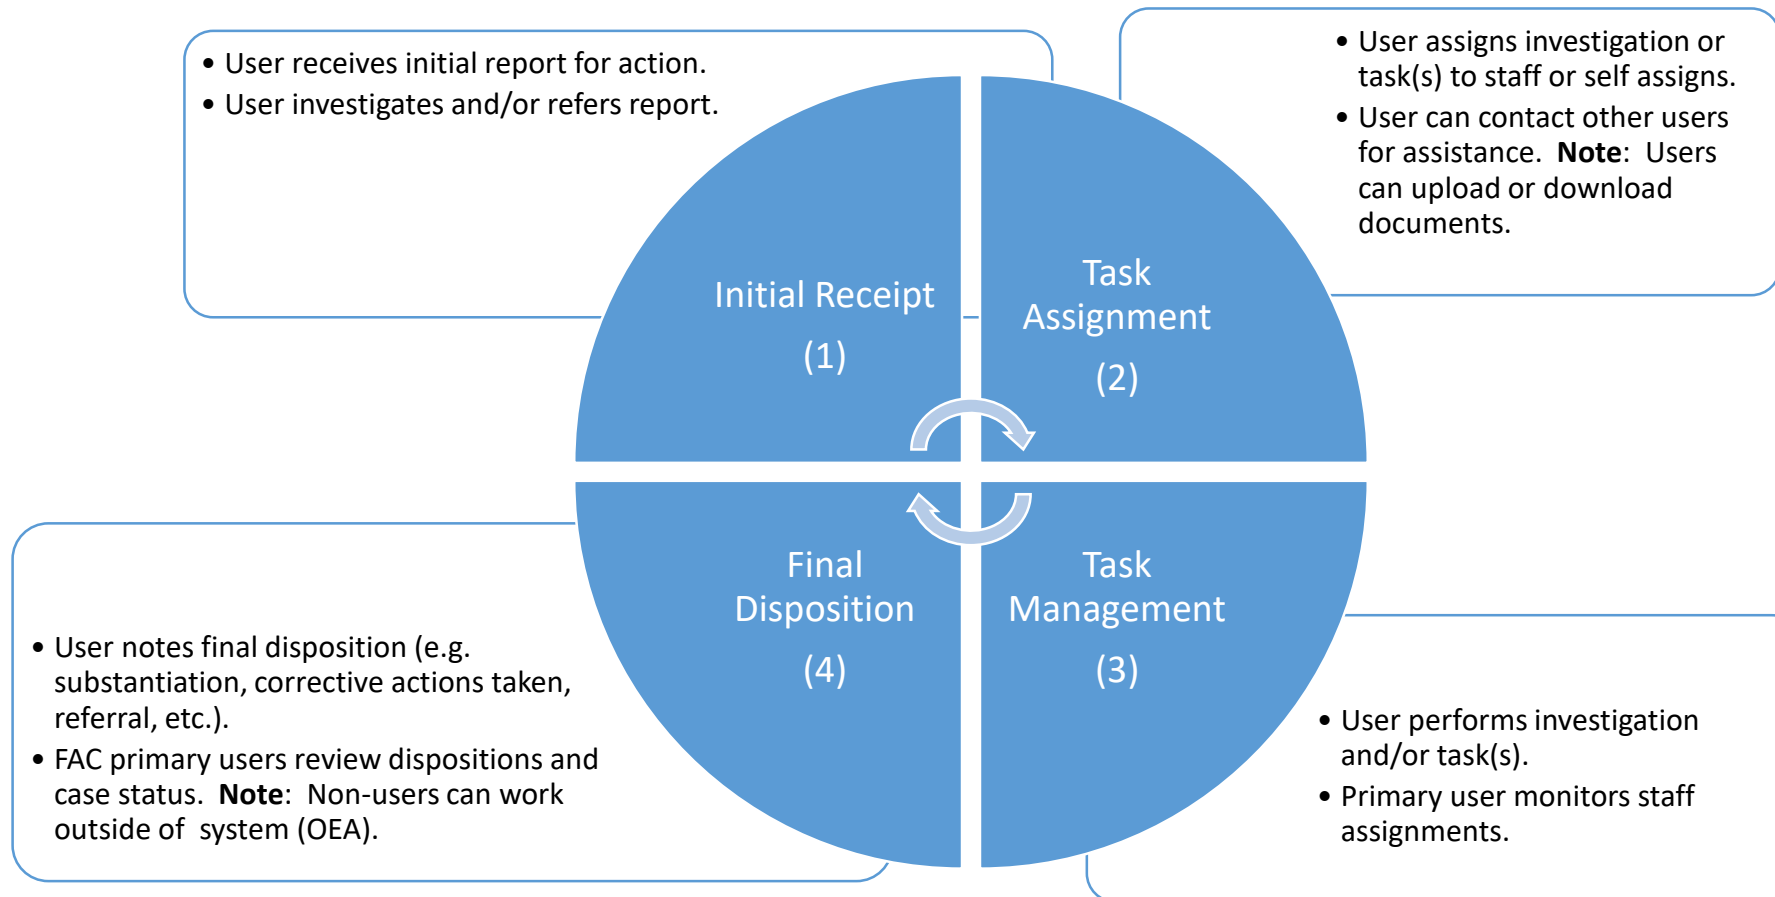 • User receives initial report for action.
• User investigates and/or refers report.
• User assigns investigation or
task(s) to staff or self assigns.
• User can contact other users
for assistance.  Note:  Users
can upload or download
documents.
Initial Receipt
(1)
Task
Assignment
(2)
Final
Disposition
(4)
Task
Management
(3)
• User notes final disposition (e.g.
substantiation, corrective actions taken,
referral, etc.).
• FAC primary users review dispositions and
case status.  Note:  Non-users can work
outside of  system (OEA).
• User performs investigation
and/or task(s).
• Primary user monitors staff
assignments.